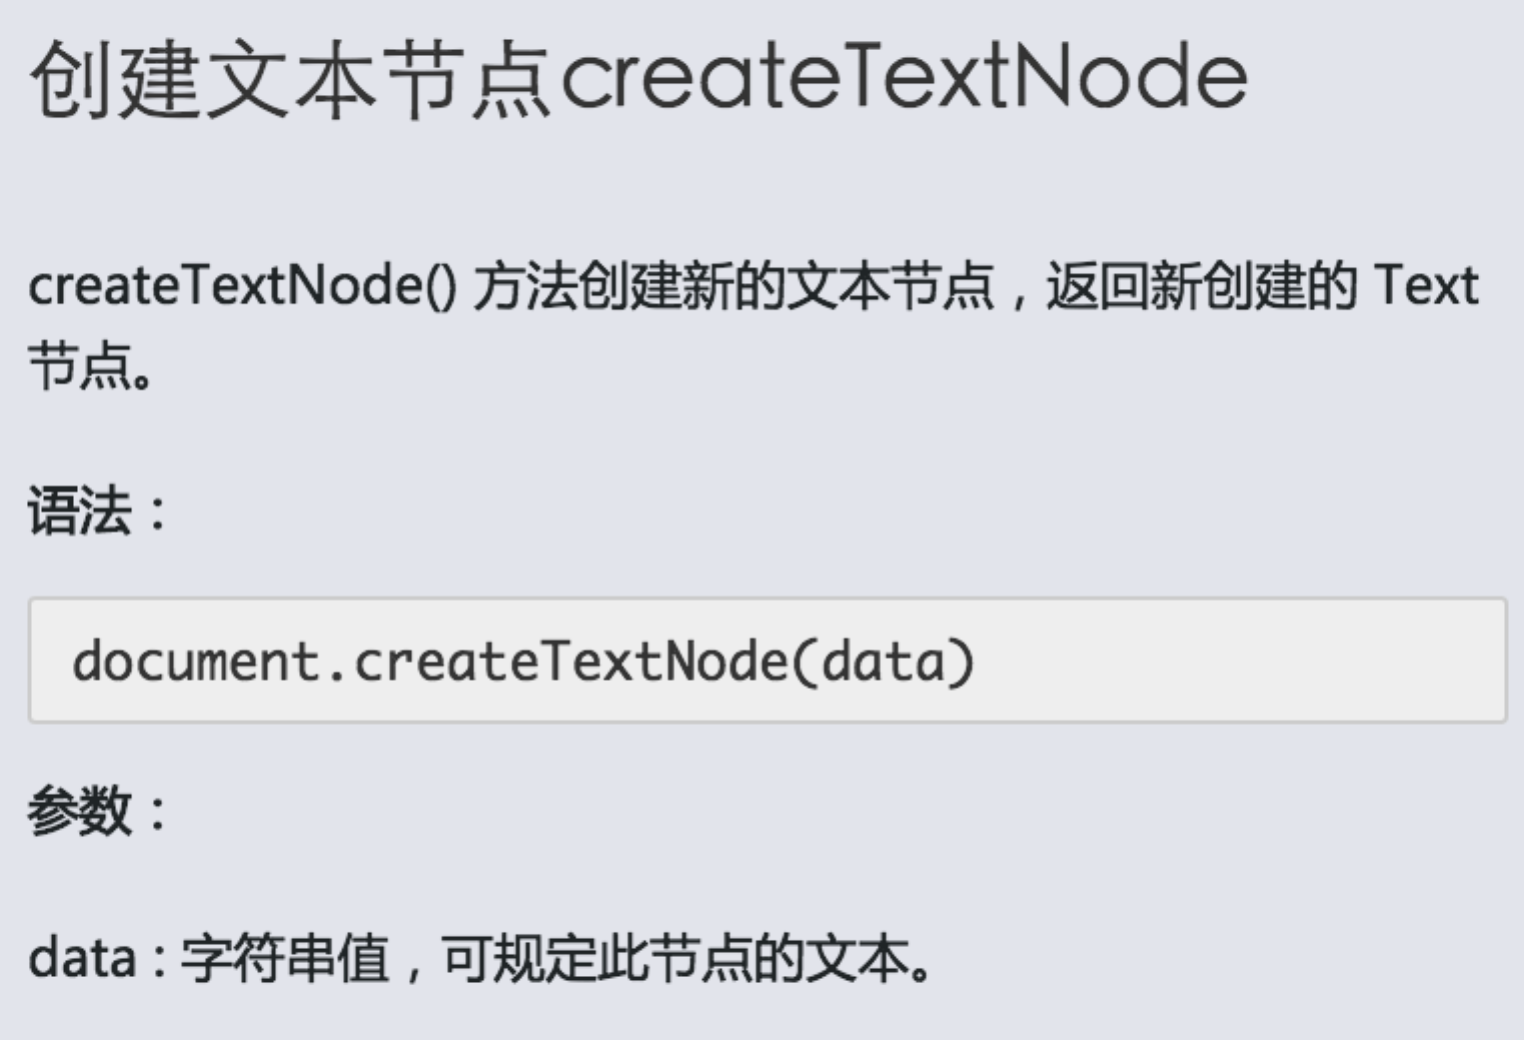 创建文本节点createTextNode
createTextNode() 方法创建新的文本节点，返回新创建的 Text
节点。
语法：
document.createTextNode(data)
参数：
data : 字符串值，可规定此节点的文本。